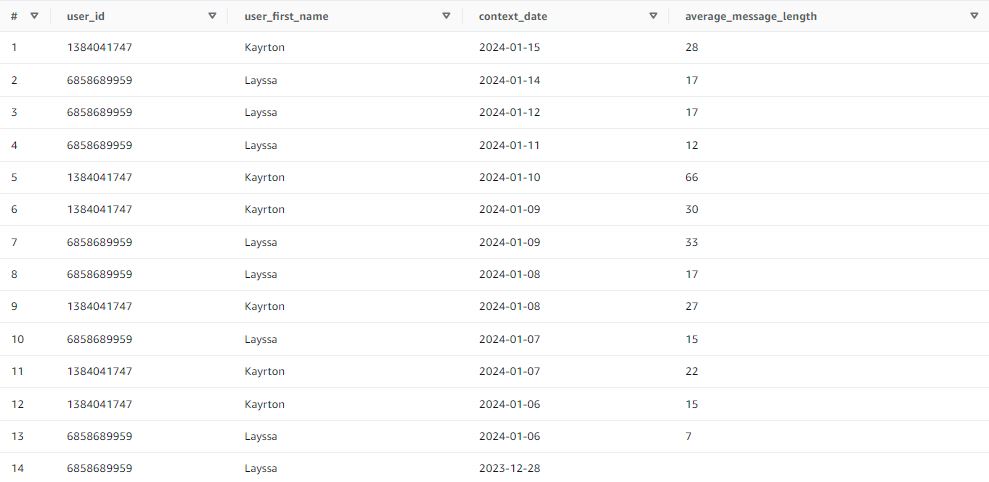 # user_id user_first_name context_date average_message_length
1 1384041747 Kayrton 2024-01-15 28
2 6858689959 Layssa 2024-01-14 17
3 6858689959 Layssa 2024-01-12 17
4 6858689959 Layssa 2024-01-11 12
5 1384041747 Kayrton 2024-01-10 66
6 1384041747 Kayrton 2024-01-09 30
7 6858689959 Layssa 2024-01-09 33
8 6858689959 Layssa 2024-01-08 17
9 1384041747 Kayrton 2024-01-08 27
10 6858689959 Layssa 2024-01-07 15
11 1384041747 Kayrton 2024-01-07 22
12 1384041747 Kayrton 2024-01-06 15
13 6858689959 Layssa 2024-01-06 7
14 6858689959 Layssa 2023-12-28